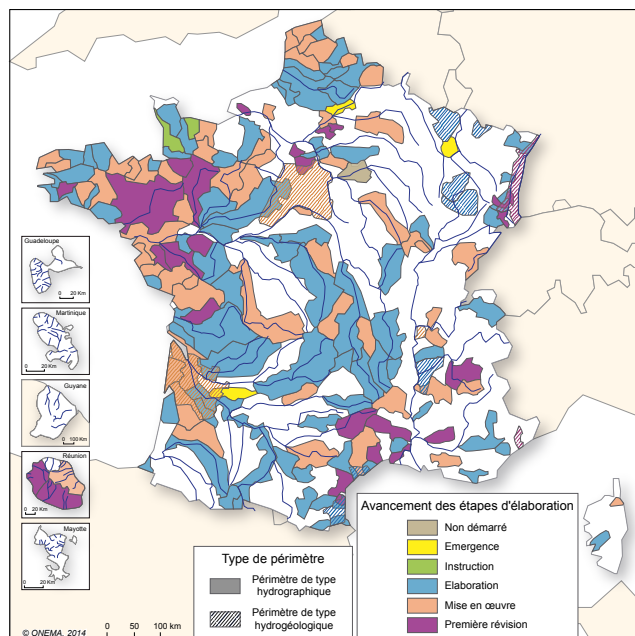 Guadeloupe
0 20 Km
Martinique
0 20 Km
Guyane
0 100 Km
Réunion
0 20 Km
Mayotte
0 20 Km
© ONEMA, 2014
0 50 100 km
Type de périmètre
Périmètre de type
hydrographique
Périmètre de type
hydrogéologique
Avancement des étapes d'élaboration
Non démarré
Emergence
Instruction
Elaboration
Mise en œuvre
Première révision